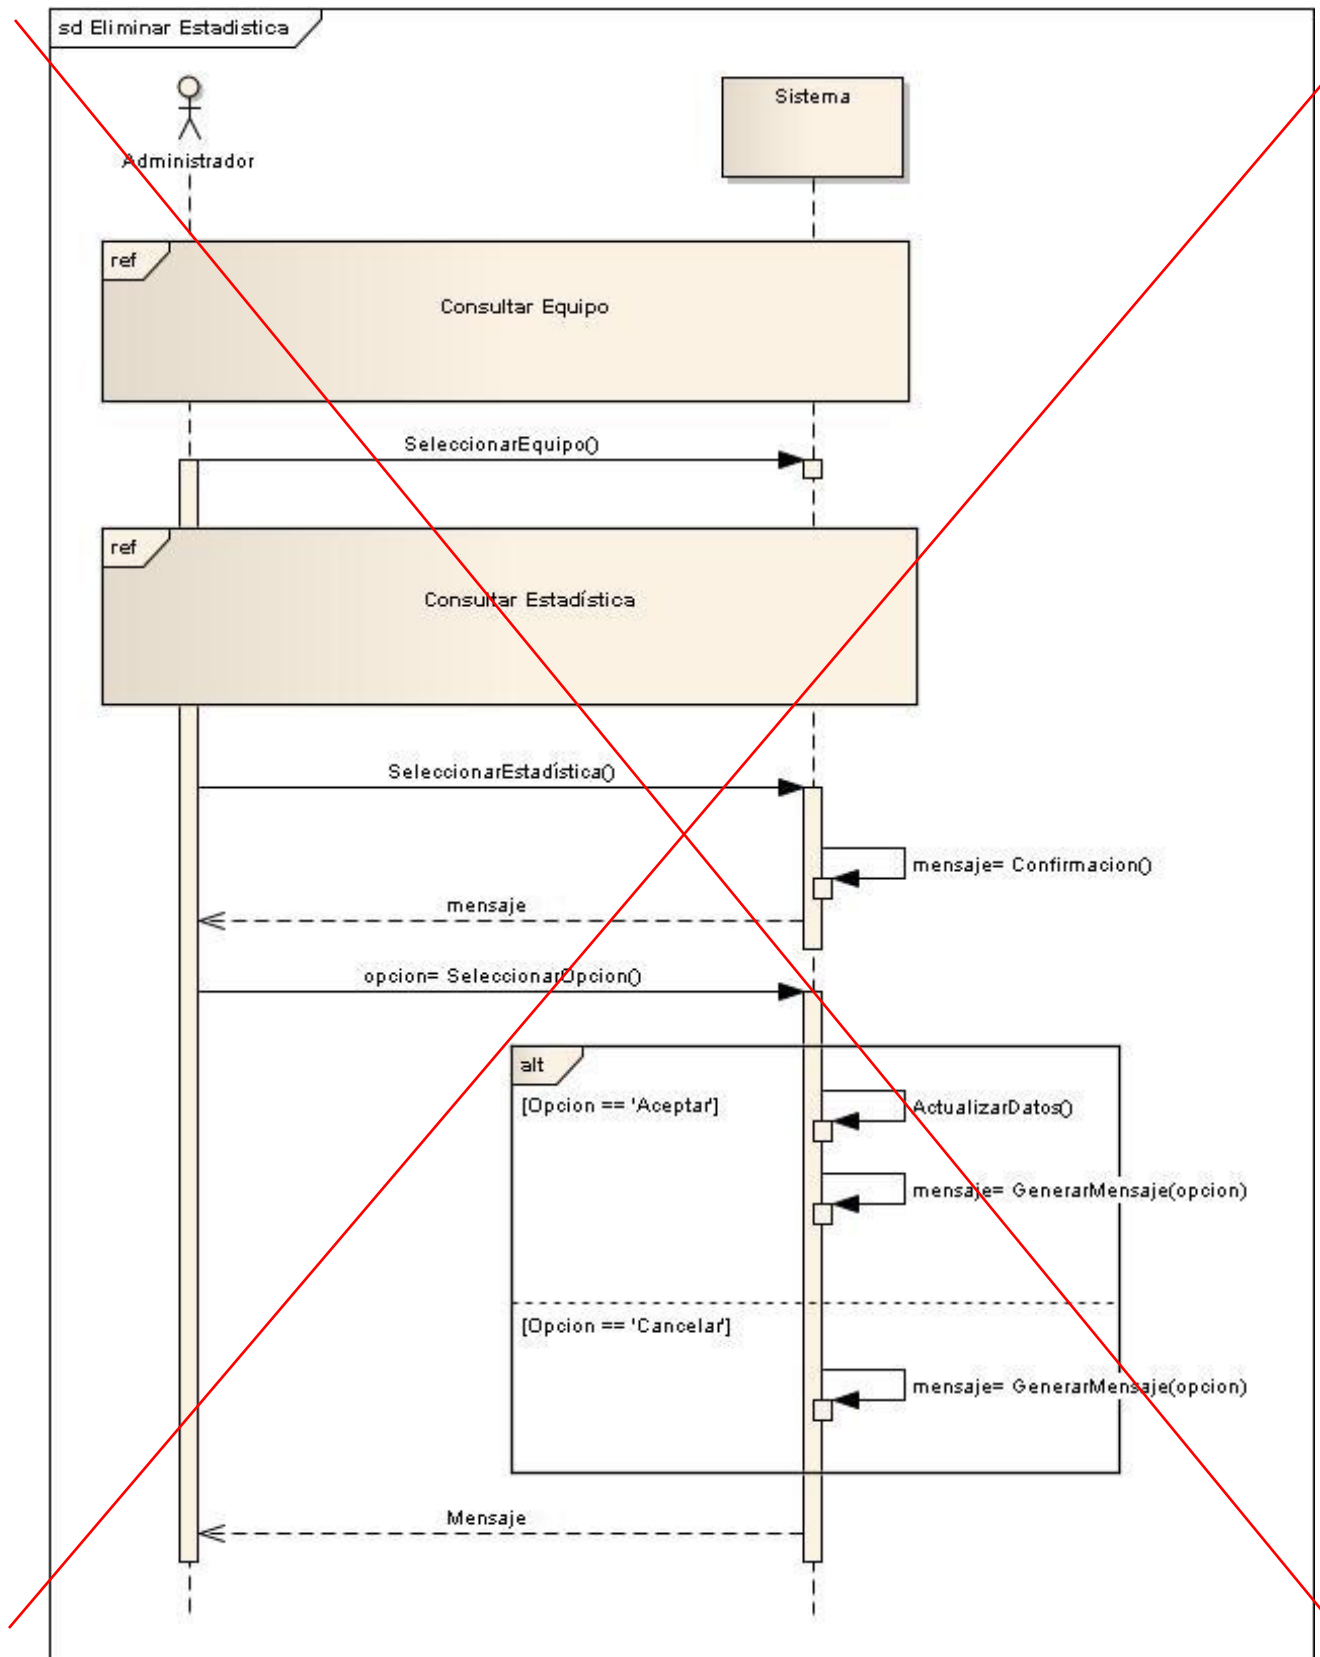 sd Eliminar Estadistica
Administrador
Sistema
ref
Consultar Equipo
SeleccionarEquipo()
ref
Consultar Estadística
SeleccionarEstadística()
mensaje= Confirmacion()
mensaje
opcion= SeleccionarOpcion()
alt
[Opcion == 'Aceptar']
ActualizarDatos()
mensaje= GenerarMensaje(opcion)
[Opcion == 'Cancelar']
mensaje= GenerarMensaje(opcion)
Mensaje